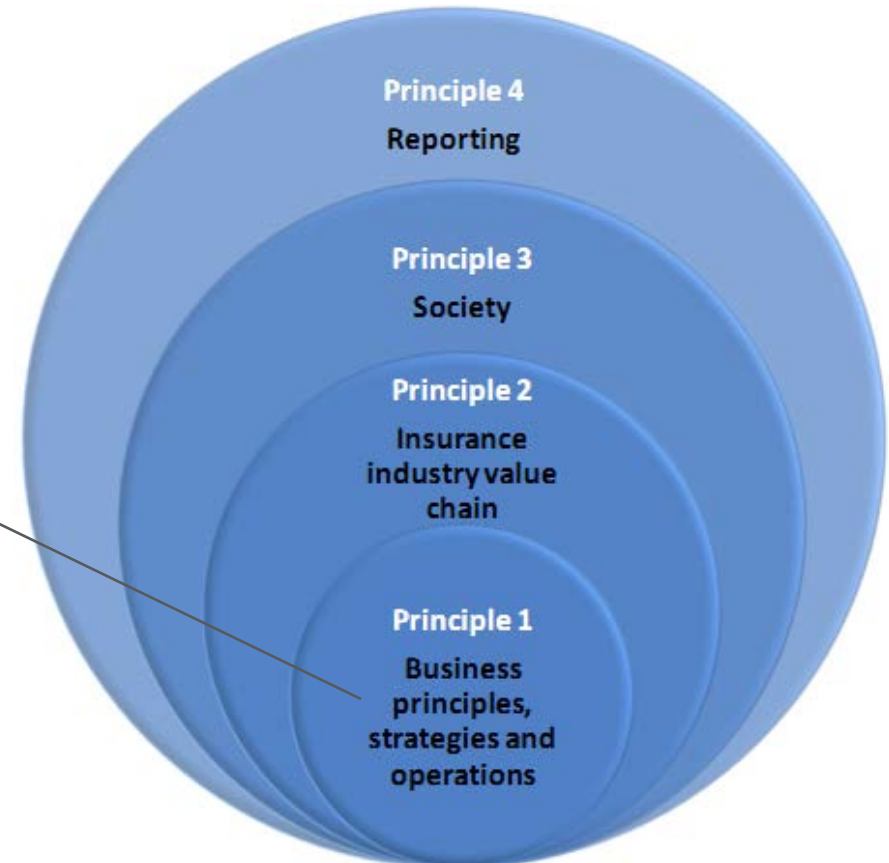 Principle 4
Reporting
Principle 3
Society
Principle 2
Insurance
industry value
chain
Principle 1
Business
principles,
strategies and
operations